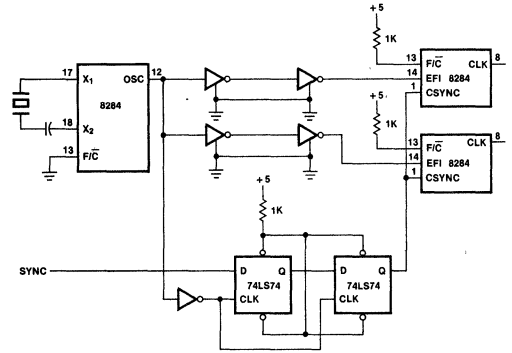 +5
1K
17 X1 OSC 12
8284
18 X2
13 F/C
13 F/C CLK 8
14 EFI 8284
1 CSYNC
+5
1K
13 F/C CLK 8
14 EFI 8284
1 CSYNC
+5
1K
SYNC
D Q
74LS74
CLK
D Q
74LS74
CLK